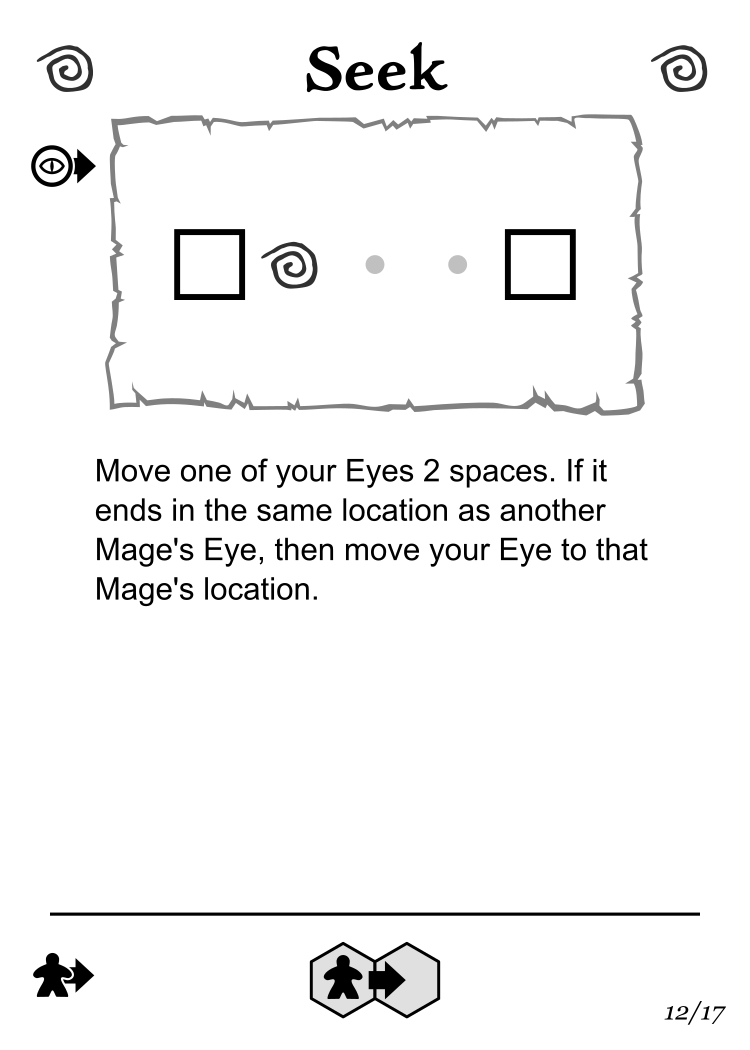 Seek
Move one of your Eyes 2 spaces. If it
ends in the same location as another
Mage's Eye, then move your Eye to that
Mage's location.
12/17